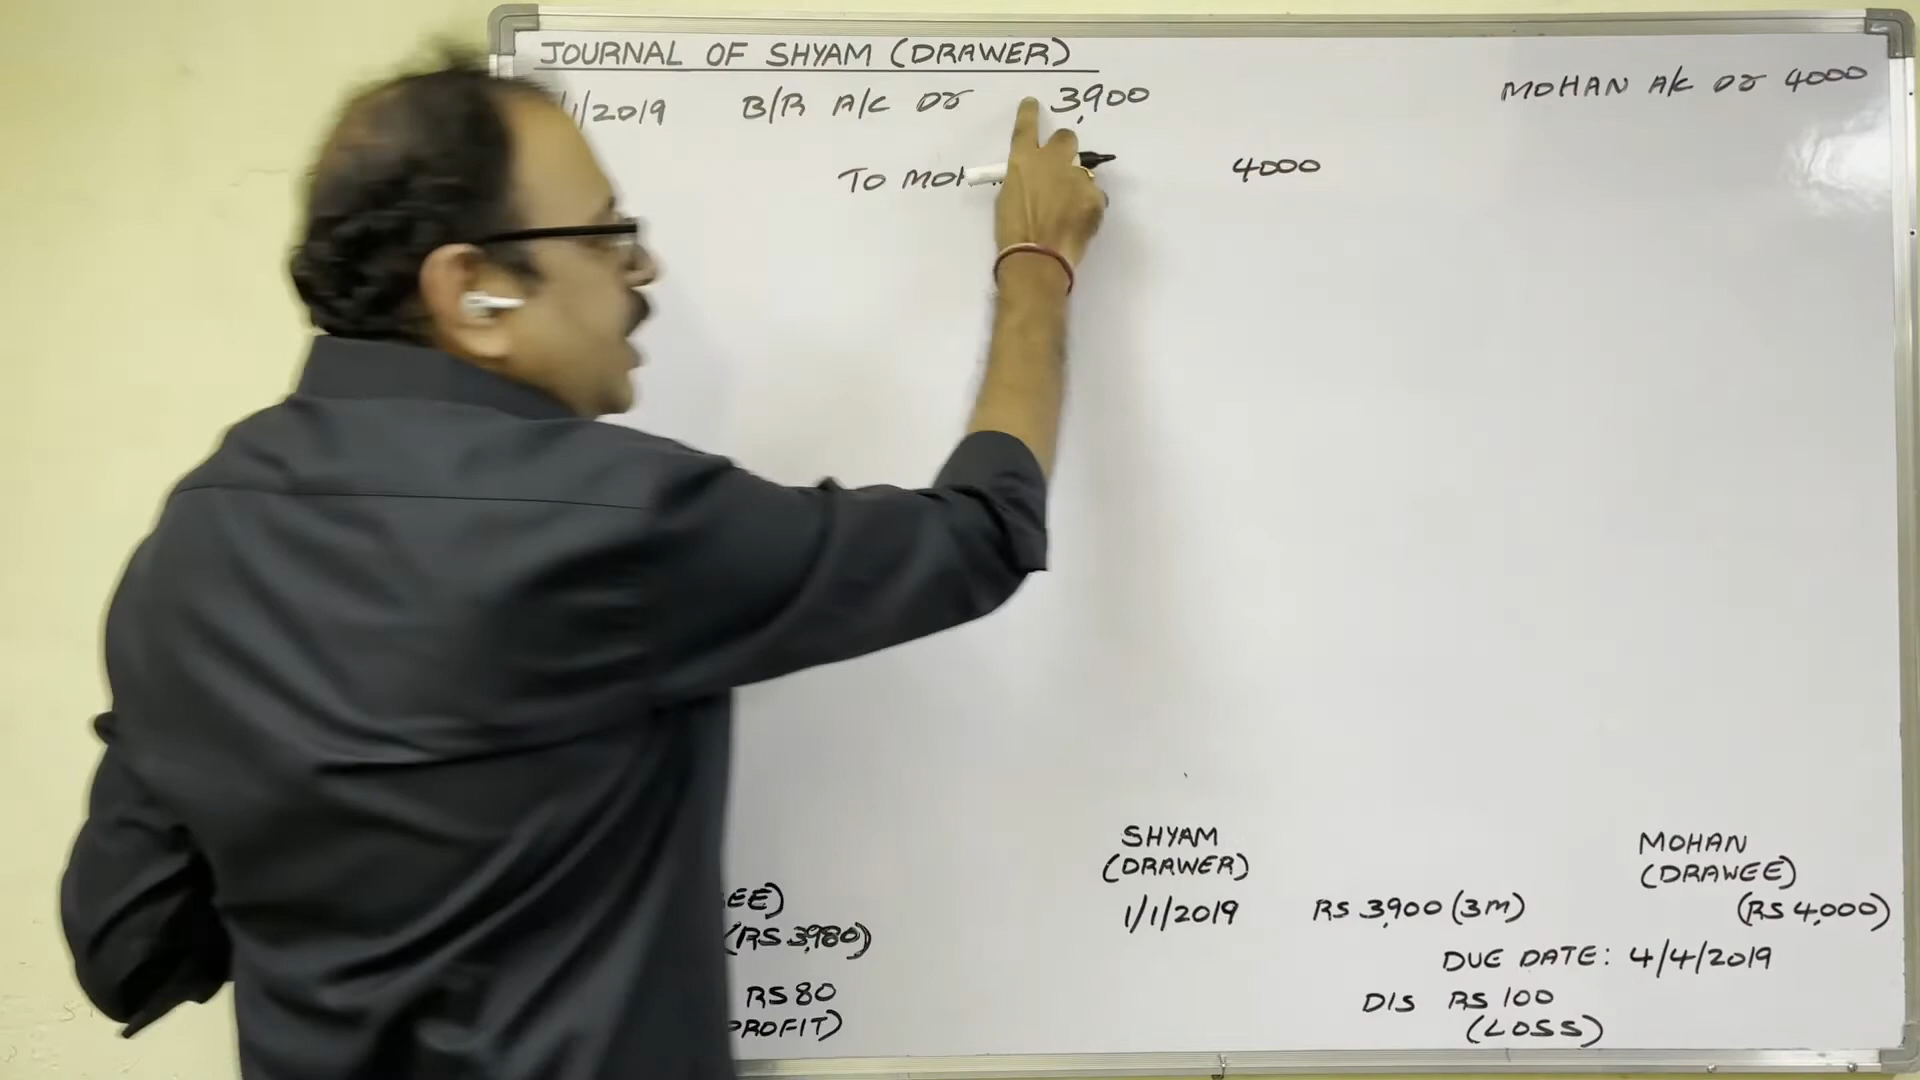 JOURNAL OF SHYAM (DRAWER)
/1/2019 B/R A/C Dr 3,900
MOHAN A/C Dr 4000
TO MOH 4000
SHYAM
(DRAWER)
1/1/2019 RS 3,900 (3M)
MOHAN
(DRAWEE)
(RS 4,000)
DUE DATE: 4/4/2019
DIS RS 100
(LOSS)
EE)
(RS 3,980)
RS 80
PROFIT)